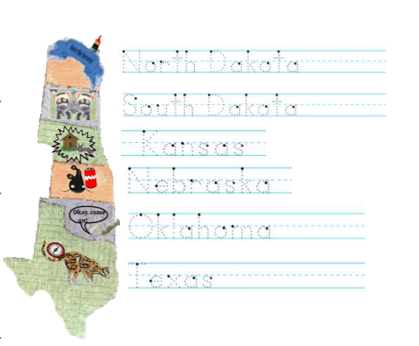 North Dakota
South Dakota
Kansas
Nebraska
Okay, come
Oklahoma
Texas